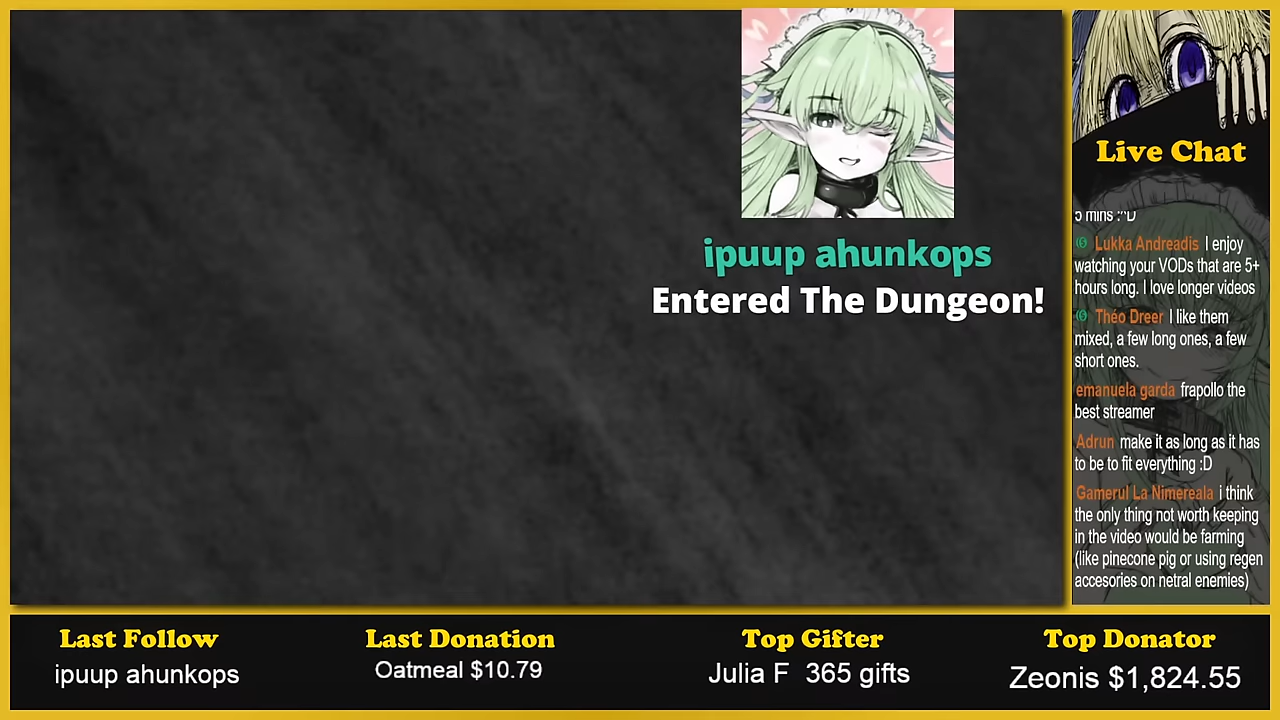 ipuup ahunkops
Entered The Dungeon!
Live Chat
5 mins :^D
Lukka Andreadis I enjoy
watching your VODs that are 5+
hours long. I love longer videos
Théo Dreer I like them
mixed, a few long ones, a few
short ones.
emanuela garda frapollo the
best streamer
Adrun make it as long as it has
to be to fit everything :D
Gamerul La Nimereala i think
the only thing not worth keeping
in the video would be farming
(like pinecone pig or using regen
accesories on netral enemies)
Last Follow
ipuup ahunkops
Last Donation
Oatmeal $10.79
Top Gifter
Julia F 365 gifts
Top Donator
Zeonis $1,824.55